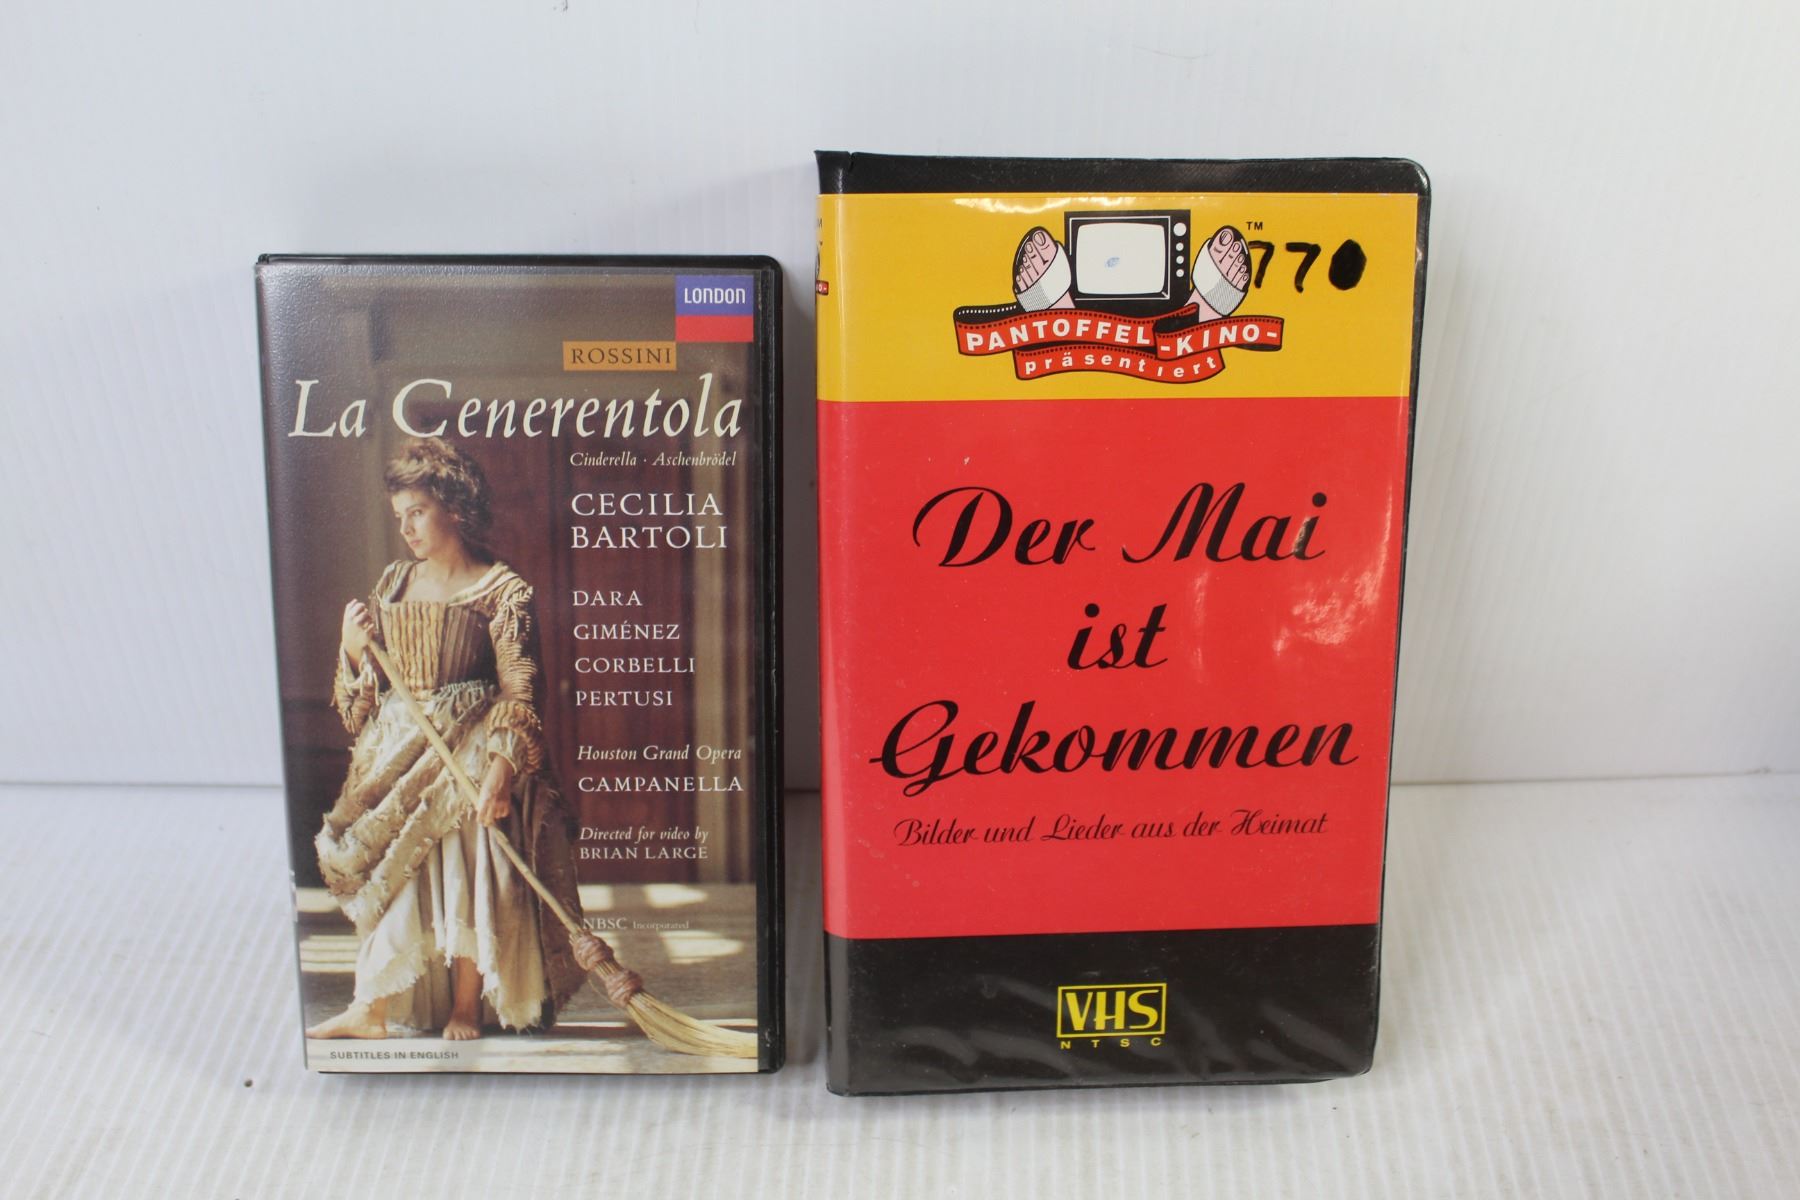 LONDON
ROSSINI
La Cenerentola
Cinderella · Aschenbrödel
CECILIA
BARTOLI
DARA
GIMÉNEZ
CORBELLI
PERTUSI
Houston Grand Opera
CAMPANELLA
Directed for video by
BRIAN LARGE
NBSC Incorporated
SUBTITLES IN ENGLISH
TM
770
PANTOFFEL-KINO-
präsentiert
Der Mai
ist
Gekommen
Bilder und Lieder aus der Heimat
VHS
NTSC